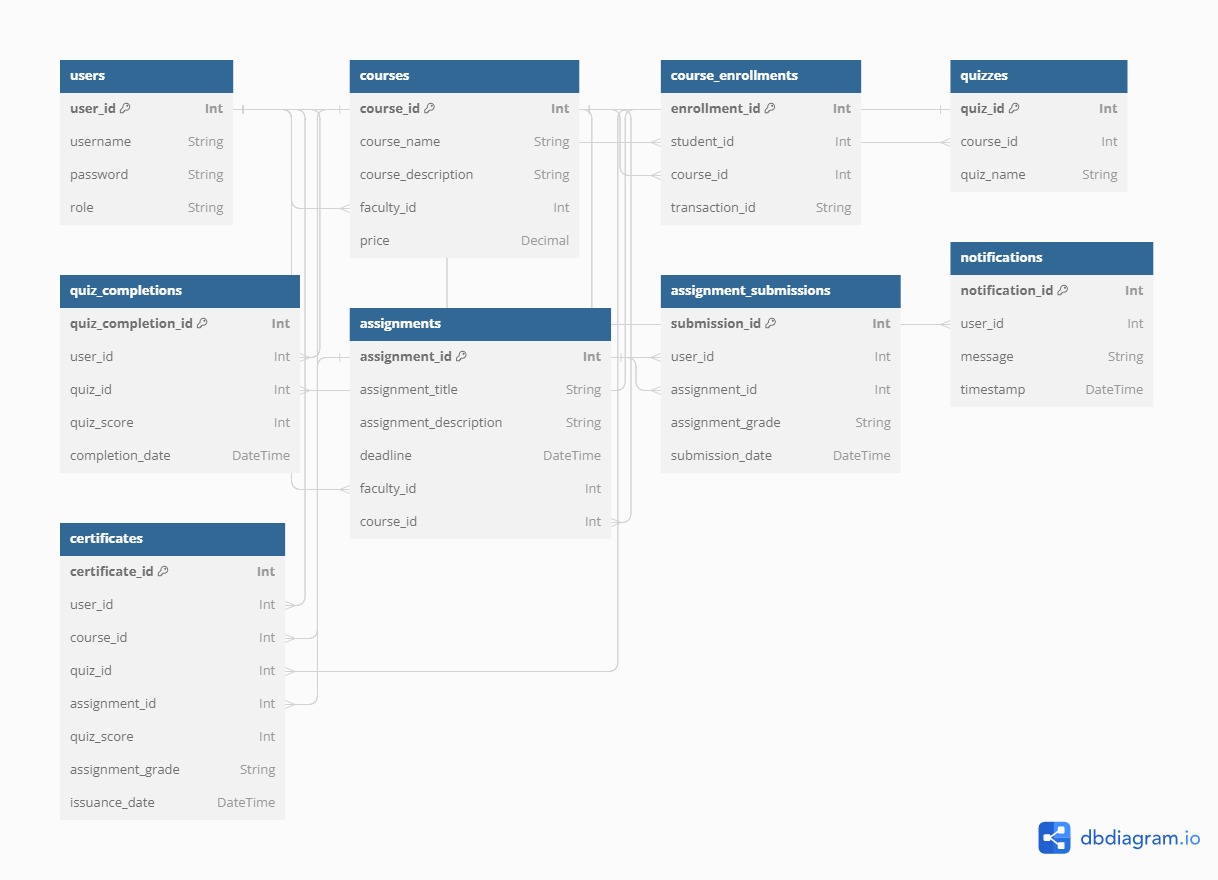 users
user_id Int
username String
password String
role String
courses
course_id Int
course_name String
course_description String
faculty_id Int
price Decimal
course_enrollments
enrollment_id Int
student_id Int
course_id Int
transaction_id String
quizzes
quiz_id Int
course_id Int
quiz_name String
quiz_completions
quiz_completion_id Int
user_id Int
quiz_id Int
quiz_score Int
completion_date DateTime
assignments
assignment_id Int
assignment_title String
assignment_description String
deadline DateTime
faculty_id Int
course_id Int
assignment_submissions
submission_id Int
user_id Int
assignment_id Int
assignment_grade String
submission_date DateTime
notifications
notification_id Int
user_id Int
message String
timestamp DateTime
certificates
certificate_id Int
user_id Int
course_id Int
quiz_id Int
assignment_id Int
quiz_score Int
assignment_grade String
issuance_date DateTime
dbdiagram.io